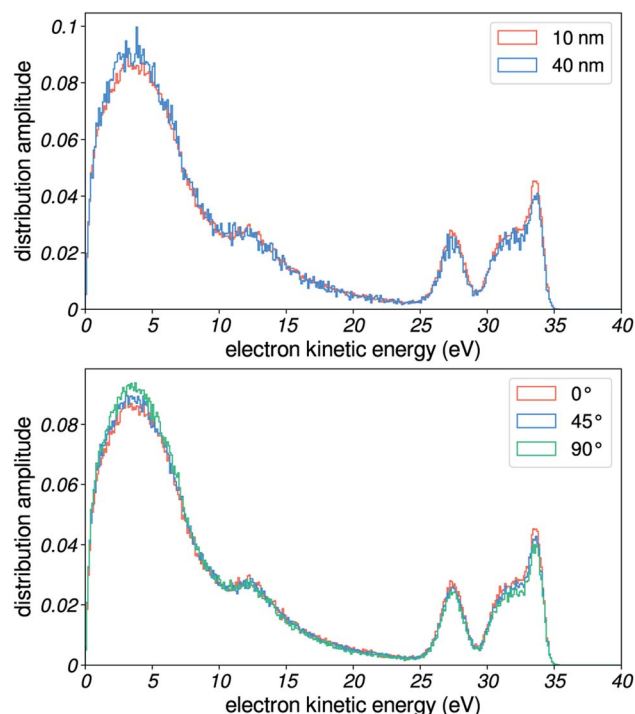 0.1
0.08
0.06
0.04
0.02
0
distribution amplitude
10 nm
40 nm
0 5 10 15 20 25 30 35 40
electron kinetic energy (eV)
0.08
0.06
0.04
0.02
0
distribution amplitude
0°
45°
90°
0 5 10 15 20 25 30 35 40
electron kinetic energy (eV)